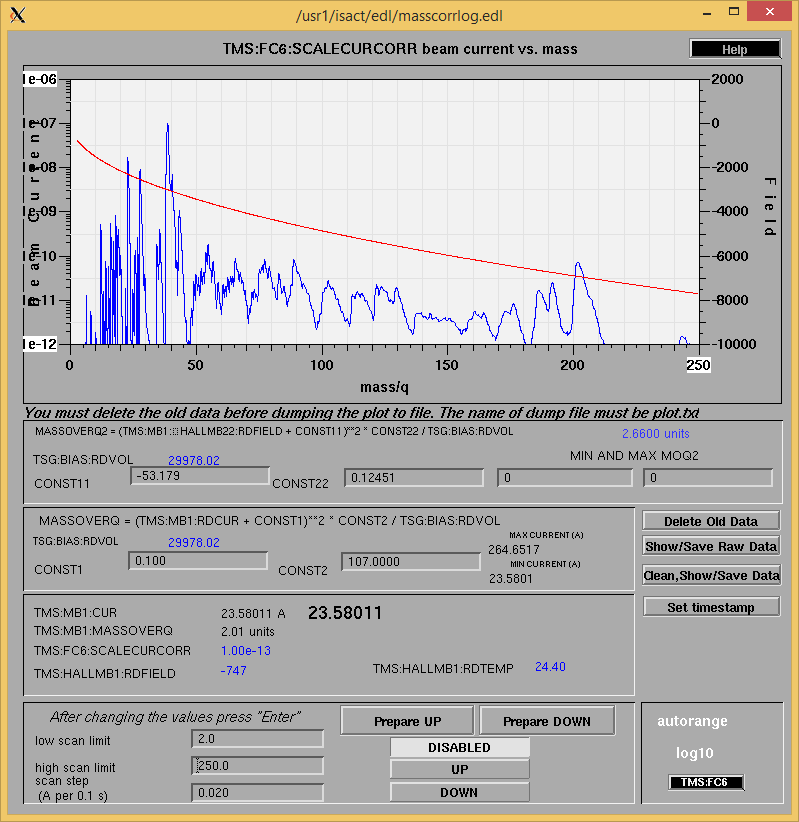 /usr1/isact/edl/masscorrlog.edl
TMS:FC6:SCALECURCORR beam current vs. mass
Help
1e-06
1e-07
1e-08
1e-09
1e-10
1e-11
1e-12
Beam Current
2000
0
-2000
-4000
-6000
-8000
-10000
Field
0 50 100 150 200 250
mass/q
You must delete the old data before dumping the plot to file. The name of dump file must be plot.txt
MASSOVERQ2 = (TMS:MB1: HALLMB22:RDFIELD + CONST11)**2 * CONST22 / TSG:BIAS:RDVOL
2.6600 units
TSG:BIAS:RDVOL 29978.02
MIN AND MAX MOQ2
CONST11 -53.179 CONST22 0.12451 0 0
MASSOVERQ = (TMS:MB1:RDCUR + CONST1)**2 * CONST2 / TSG:BIAS:RDVOL
TSG:BIAS:RDVOL 29978.02
MAX CURRENT (A)
264.6517
CONST1 0.100 CONST2 107.0000
MIN CURRENT (A)
23.5801
Delete Old Data
Show/Save Raw Data
Clean,Show/Save Data
Set timestamp
TMS:MB1:CUR 23.58011 A 23.58011
TMS:MB1:MASSOVERQ 2.01 units
TMS:FC6:SCALECURCORR 1.00e-13
TMS:HALLMB1:RDFIELD -747 TMS:HALLMB1:RDTEMP 24.40
After changing the values press "Enter"
low scan limit 2.0
high scan limit 250.0
scan step
(A per 0.1 s) 0.020
Prepare UP Prepare DOWN
DISABLED
UP
DOWN
autorange
log10
TMS:FC6